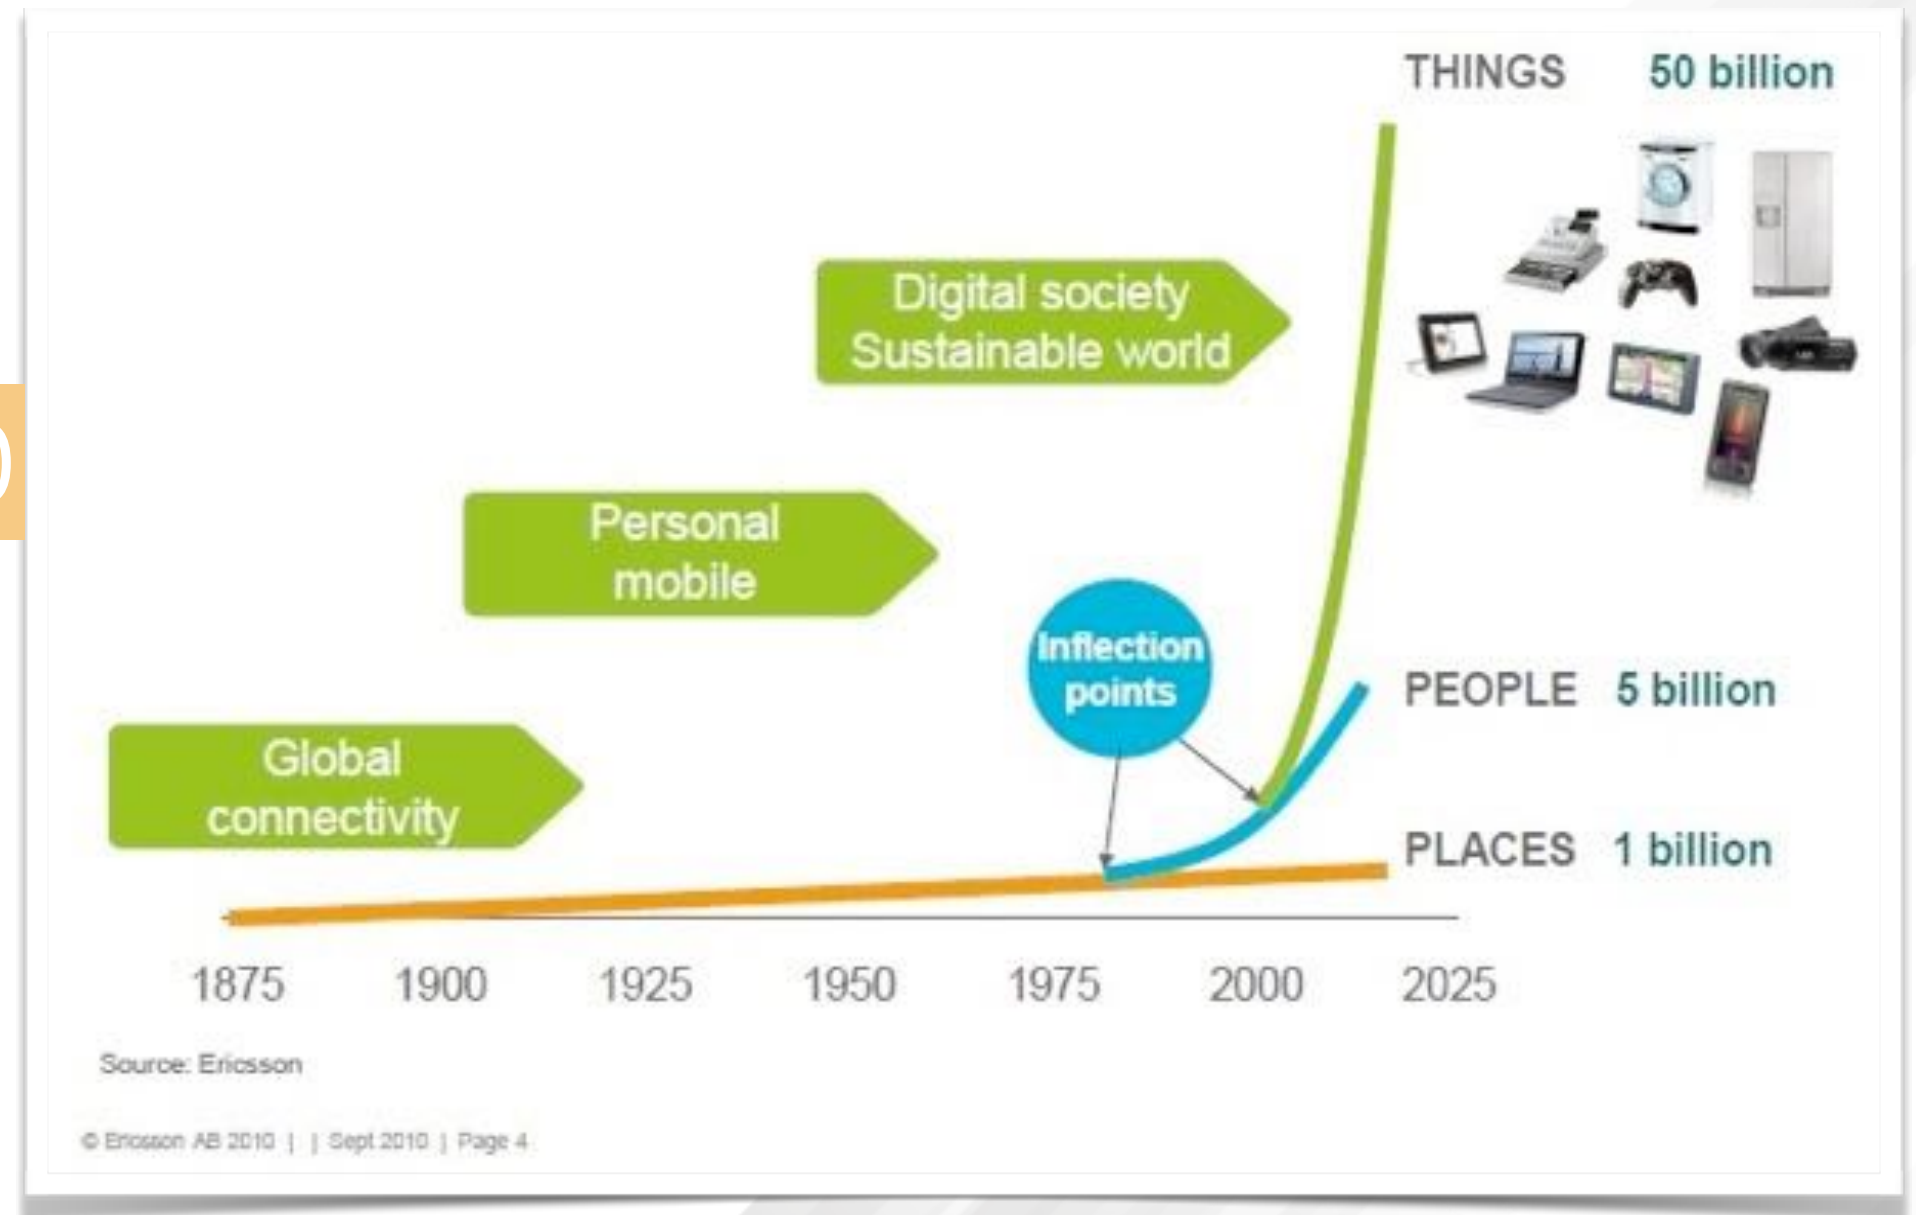 THINGS 50 billion
Digital society
Sustainable world
Personal
mobile
Inflection
points
PEOPLE 5 billion
Global
connectivity
PLACES 1 billion
1875 1900 1925 1950 1975 2000 2025
Source: Ericsson
© Ericsson AB 2010 | | Sept 2010 | Page 4